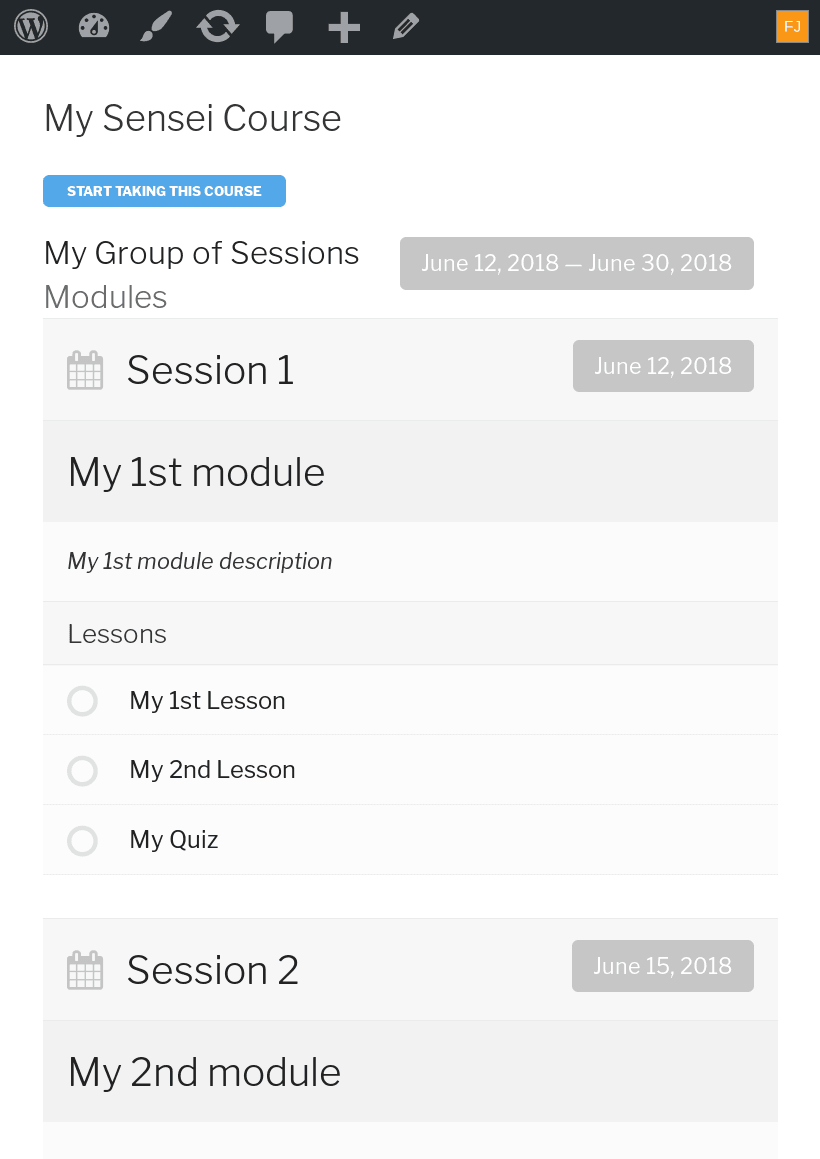 FJ
My Sensei Course
START TAKING THIS COURSE
My Group of Sessions
June 12, 2018 — June 30, 2018
Modules
Session 1
June 12, 2018
My 1st module
My 1st module description
Lessons
My 1st Lesson
My 2nd Lesson
My Quiz
Session 2
June 15, 2018
My 2nd module